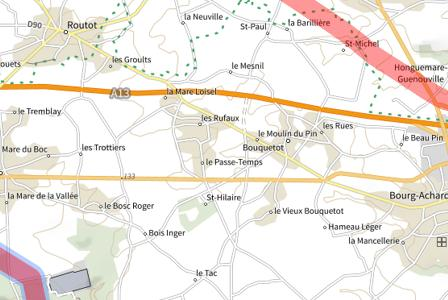 la Neuville
la Barillière
St-Paul
D90
Routot
St-Michel
les Groults
ouets
le Mesnil
Honguemare-
Guenouville
A13
la Mare Loisel
le Tremblay
les Rufaux
les Rues
le Moulin du Pin
le Beau Pin
Mare du Boc
les Trottiers
Bouquetot
le Passe-Temps
133
la Mare de la Vallée
St-Hilaire
Bourg-Achard
le Bosc Roger
le Vieux Bouquetot
Hameau Léger
Bois Inger
la Mancellerie
le Tac